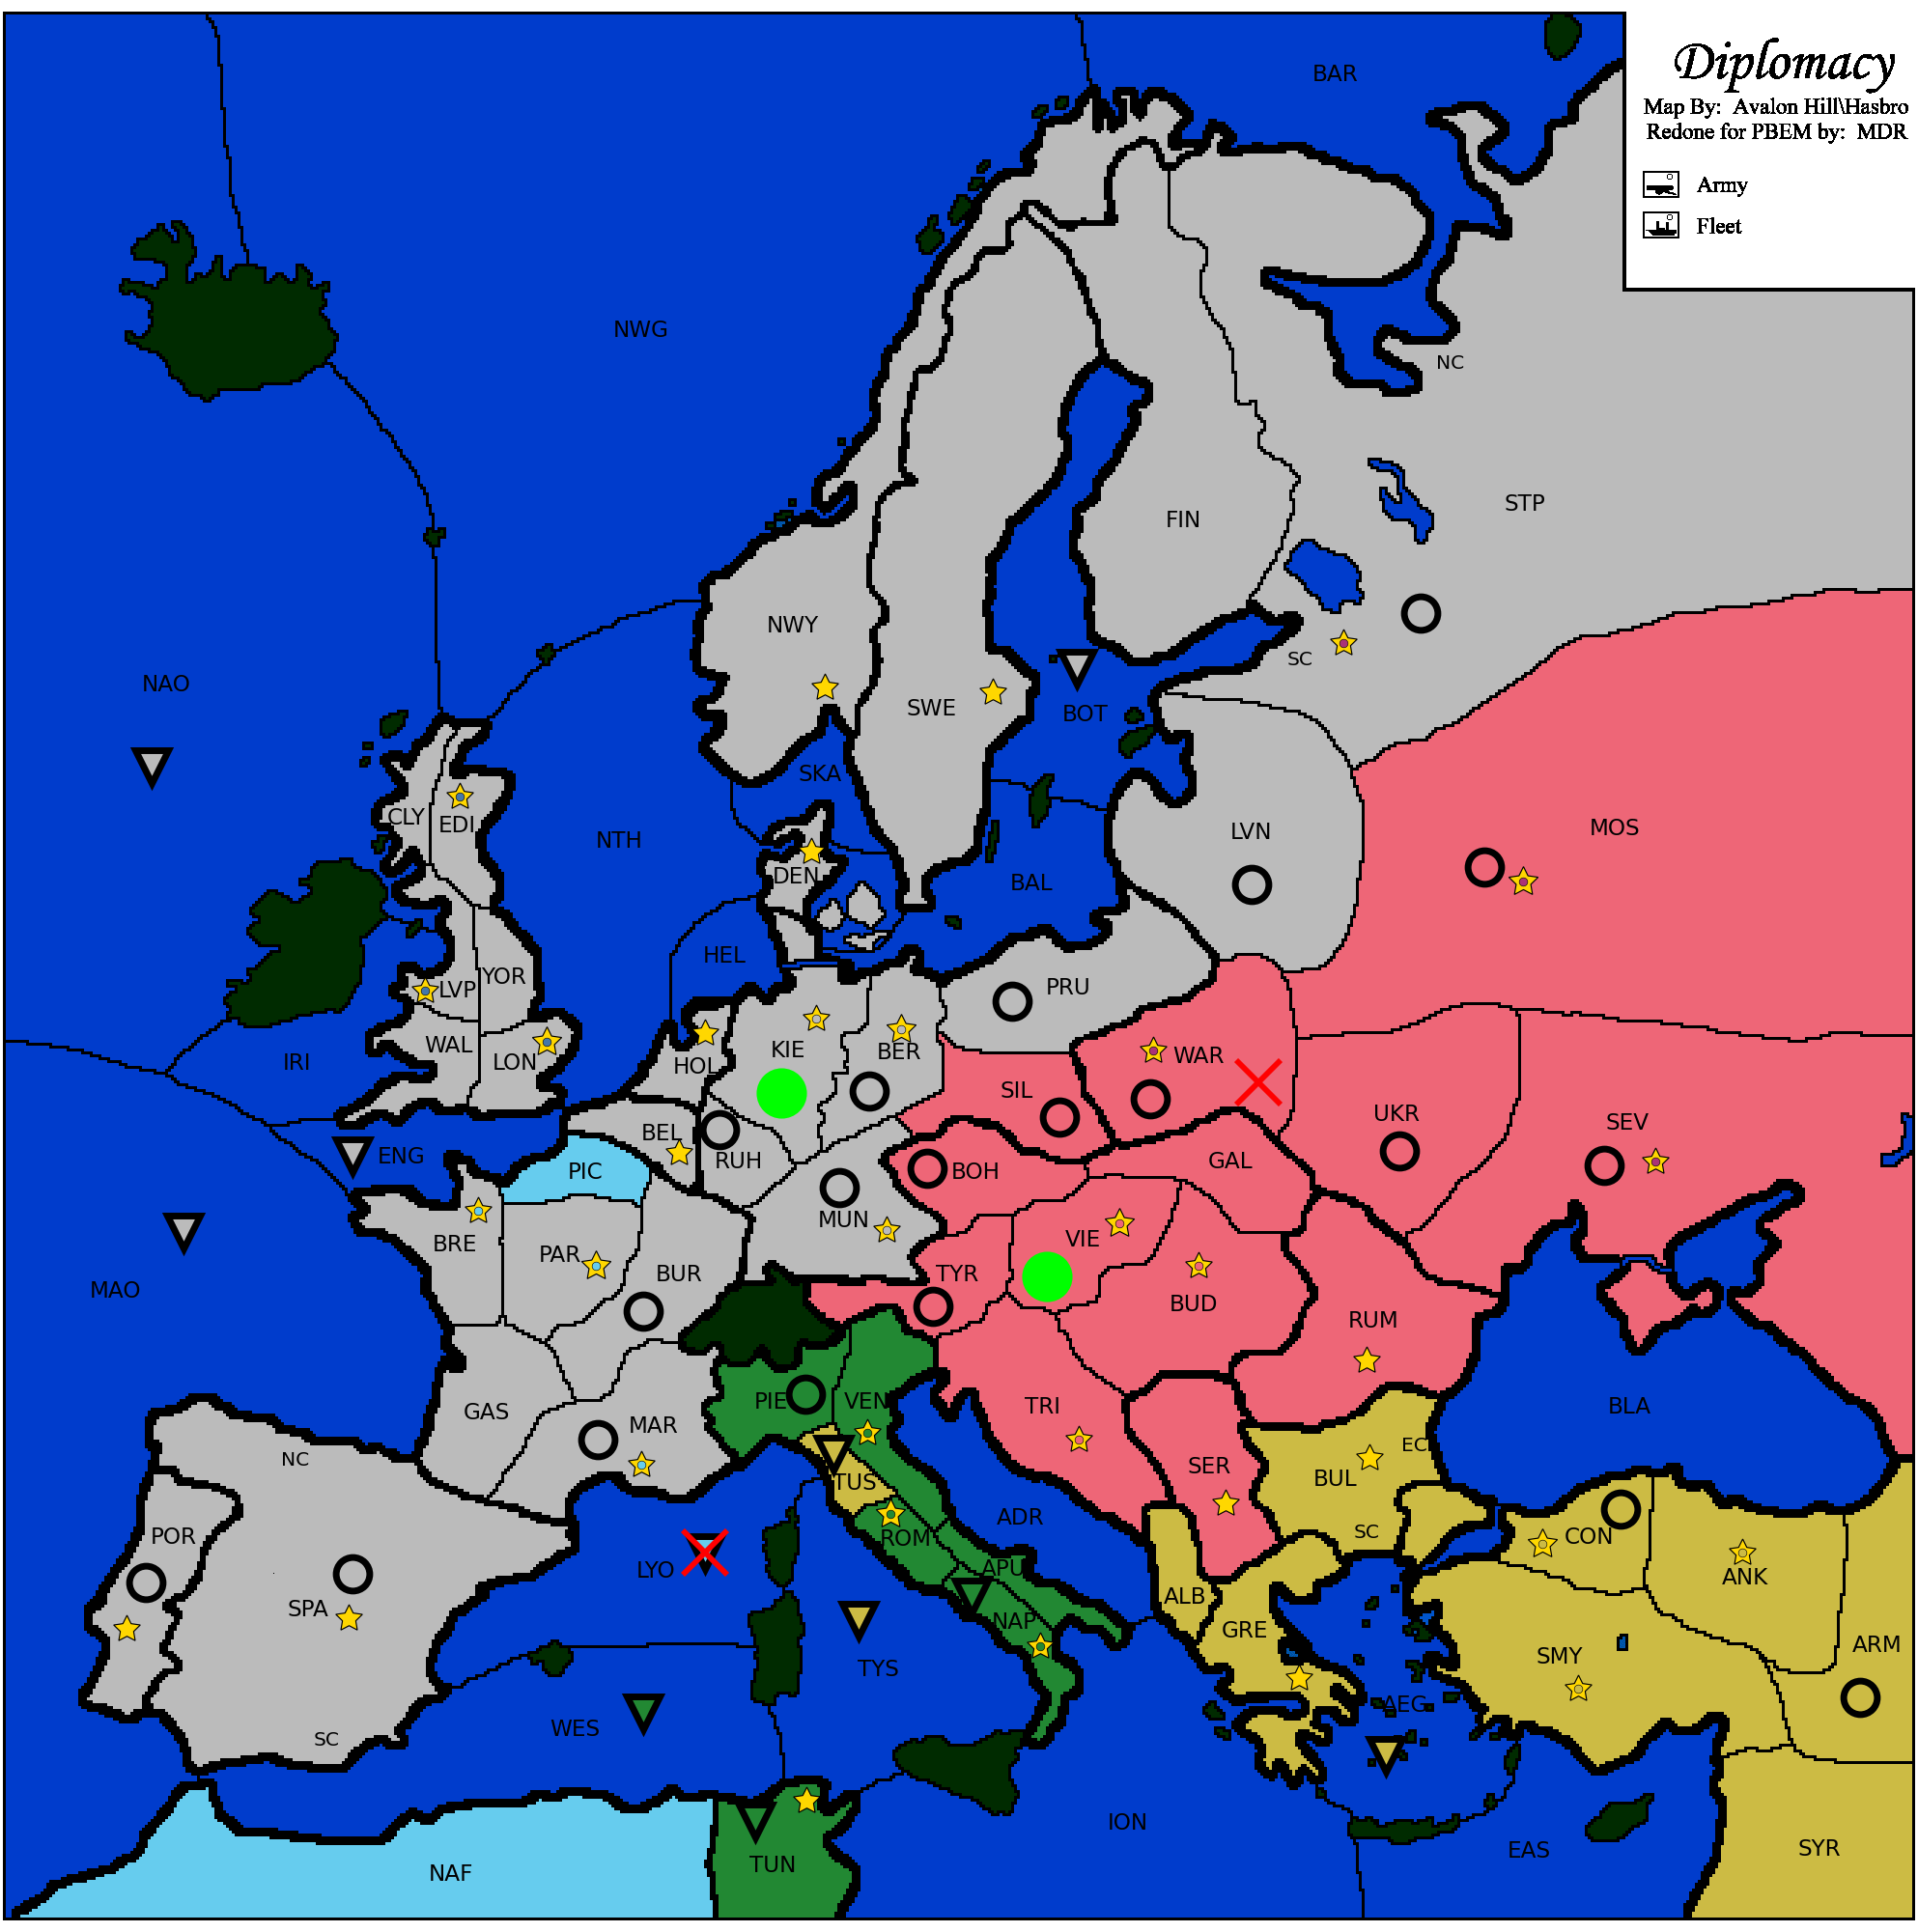 BAR
Diplomacy
Map By: Avalon Hill\Hasbro
Redone for PBEM by: MDR
Army
Fleet
NWG
NC
STP
FIN
NWY
SC
NAO
SWE
BOT
SKA
CLY
EDI
NTH
LVN
MOS
DEN
BAL
HEL
YOR
LVP
PRU
WAL
LON
IRI
HOL
KIE
BER
WAR
SIL
UKR
SEV
BEL
ENG
RUH
PIC
BOH
GAL
MUN
BRE
PAR
BUR
VIE
TYR
MAO
BUD
RUM
PIE
VEN
TRI
BLA
GAS
MAR
EC
NC
SER
BUL
TUS
ADR
SC
POR
ROM
CON
LYO
APU
ANK
SPA
ALB
NAP
GRE
ARM
SMY
TYS
AEG
WES
SC
ION
EAS
SYR
TUN
NAF